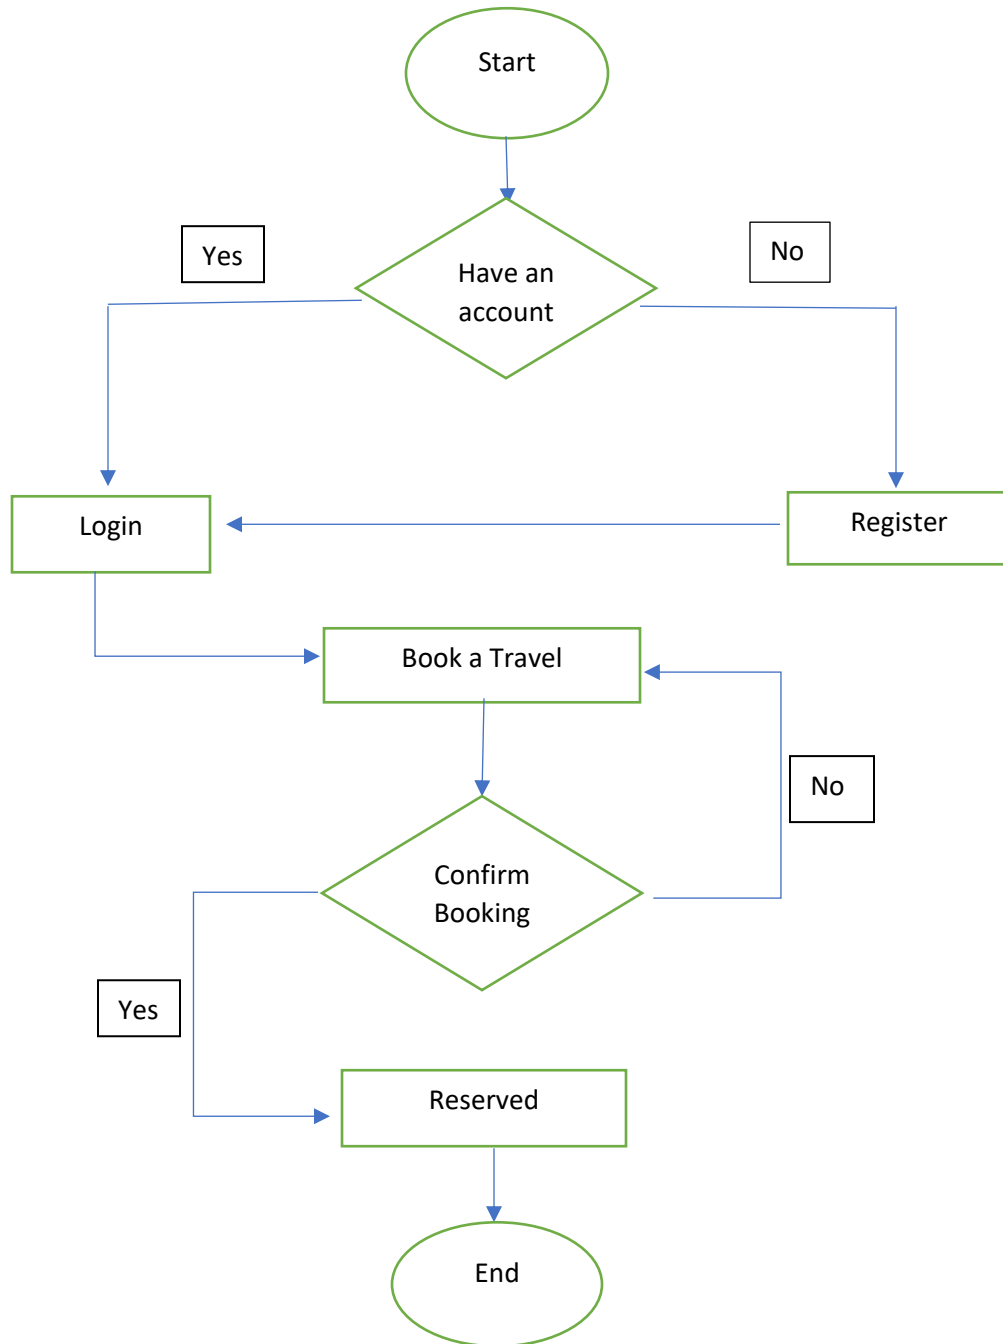 Start
Yes
No
Have an
account
Login
Register
Book a Travel
No
Confirm
Booking
Yes
Reserved
End